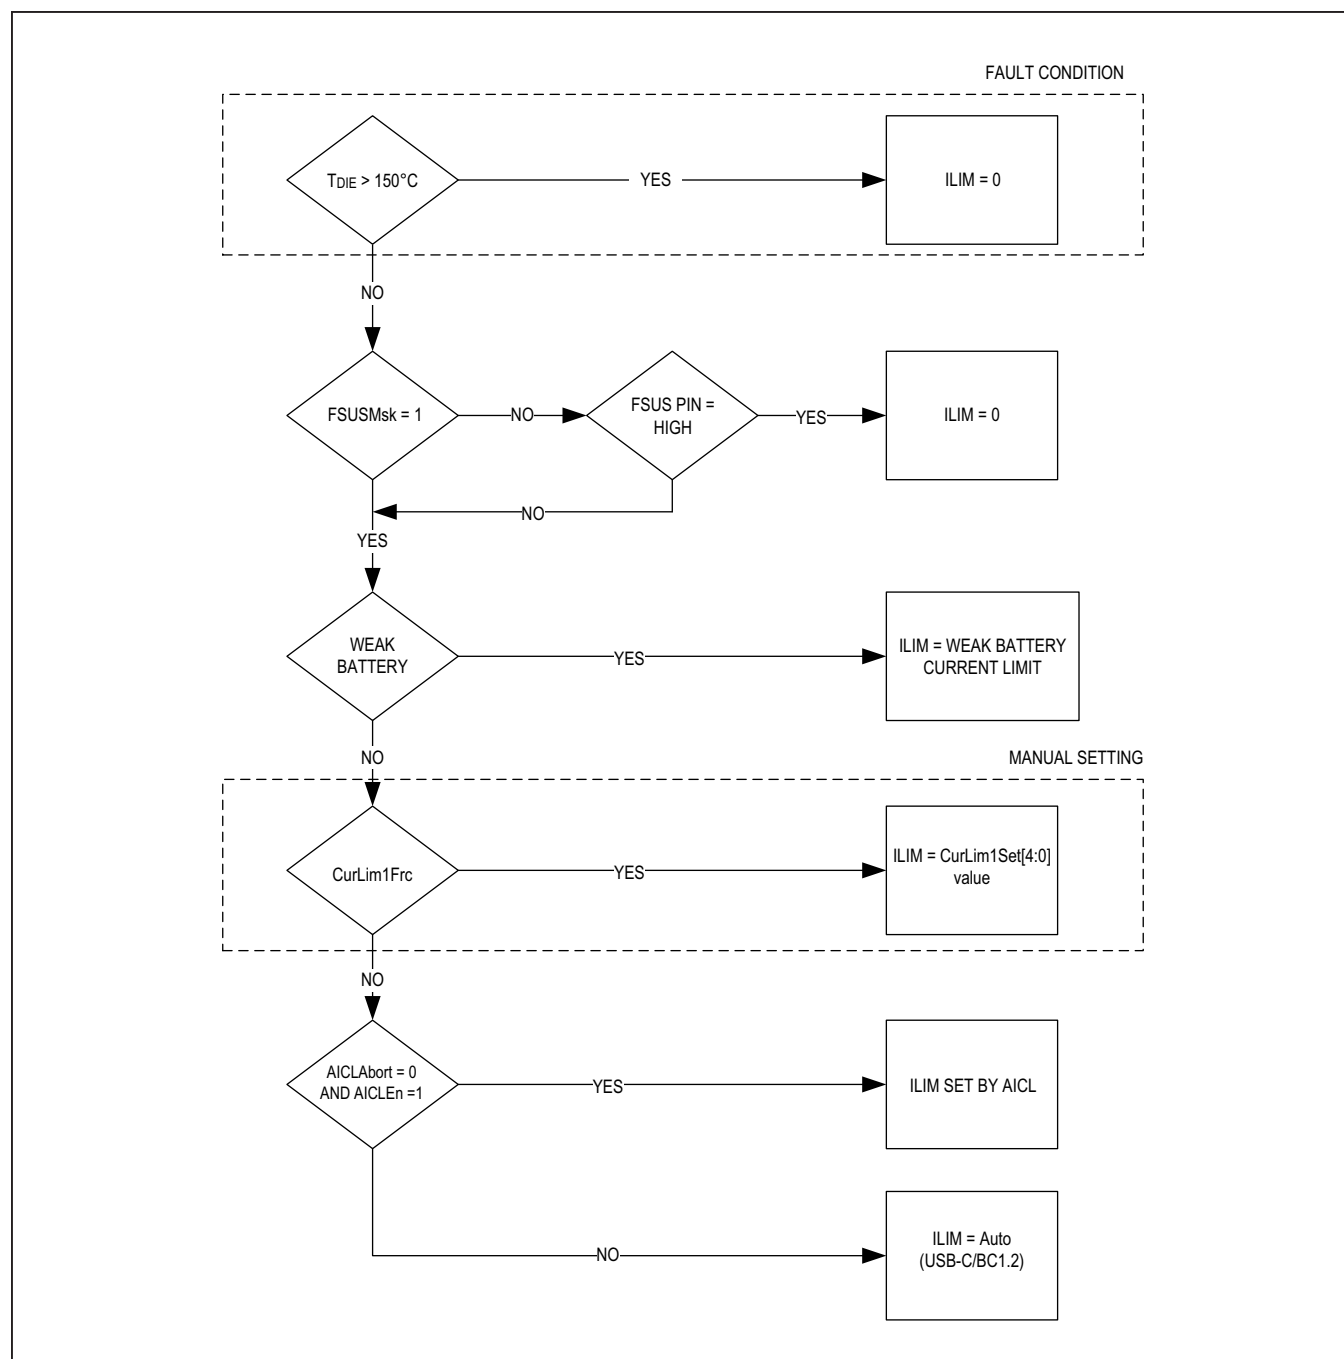 FAULT CONDITION
TDIE > 150°C
YES
ILIM = 0
NO
FSUSMsk = 1
NO
FSUS PIN =
HIGH
YES
ILIM = 0
NO
YES
WEAK
BATTERY
YES
ILIM = WEAK BATTERY
CURRENT LIMIT
NO
MANUAL SETTING
CurLim1Frc
YES
ILIM = CurLim1Set[4:0]
value
NO
AICLAbort = 0
AND AICLEn =1
YES
ILIM SET BY AICL
NO
ILIM = Auto
(USB-C/BC1.2)